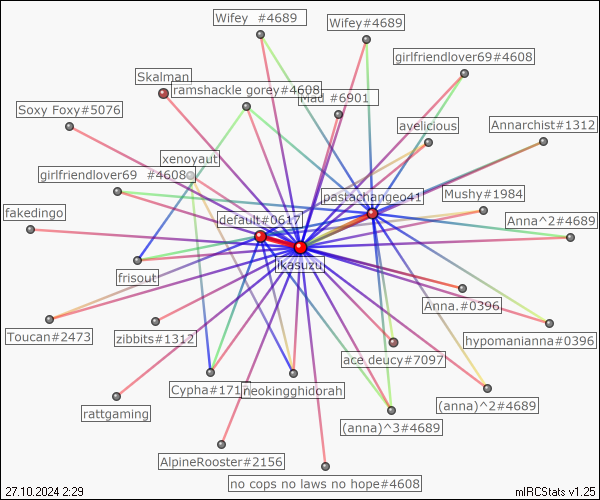 Wifey  #4689
Wifey#4689
girlfriendlover69#4608
Skalman
ramshackle gorey#4608
Mad #6901
Soxy Foxy#5076
avelicious
Annarchist#1312
xenoyaut
girlfriendlover69  #4608
pastachangeo41
Mushy#1984
fakedingo
default#0617
Anna^2#4689
ikasuzu
frisout
Anna.#0396
Toucan#2473
zibbits#1312
hypomanianna#0396
ace deucy#7097
Cypha#171
neokingghidorah
rattgaming
(anna)^2#4689
(anna)^3#4689
AlpineRooster#2156
no cops no laws no hope#4608
27.10.2024 2:29
mIRCStats v1.25